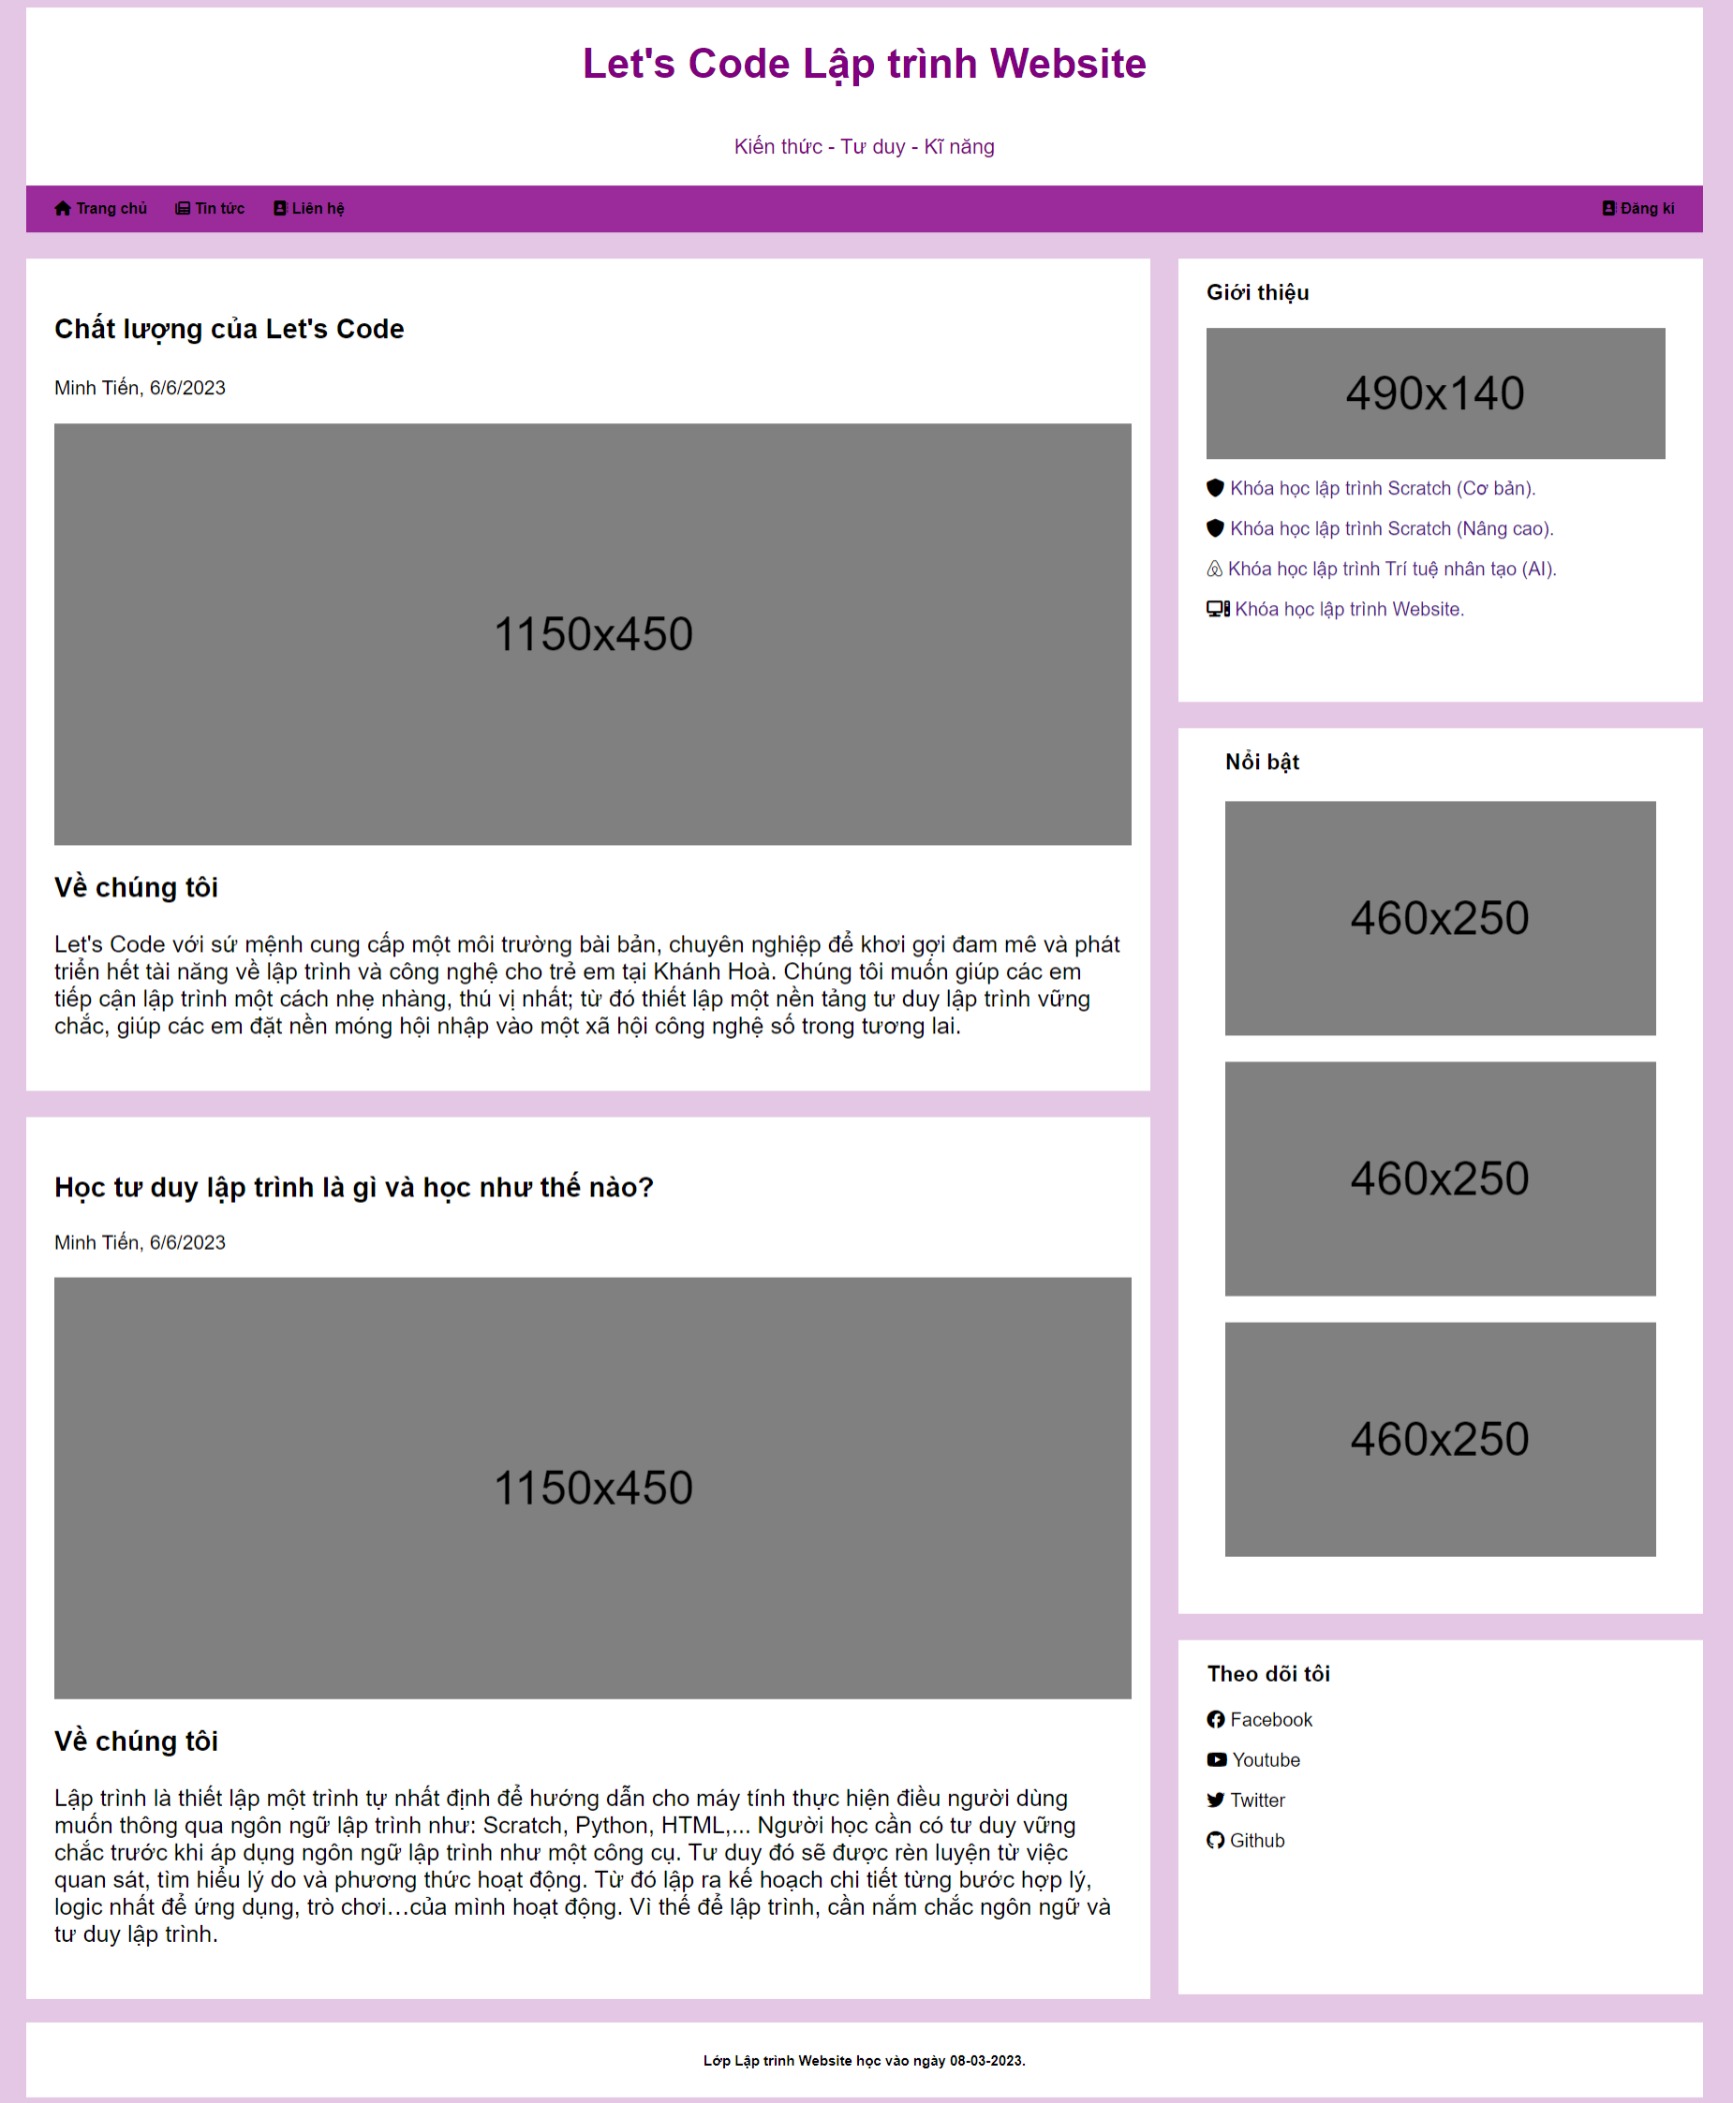 Let's Code Lập trình Website
Kiến thức - Tư duy - Kĩ năng
Trang chủ Tin tức Liên hệ Đăng kí
Chất lượng của Let's Code
Minh Tiến, 6/6/2023
1150x450
Về chúng tôi
Let's Code với sứ mệnh cung cấp một môi trường bài bản, chuyên nghiệp để khơi gợi đam mê và phát
triển hết tài năng về lập trình và công nghệ cho trẻ em tại Khánh Hoà. Chúng tôi muốn giúp các em
tiếp cận lập trình một cách nhẹ nhàng, thú vị nhất; từ đó thiết lập một nền tảng tư duy lập trình vững
chắc, giúp các em đặt nền móng hội nhập vào một xã hội công nghệ số trong tương lai.
Học tư duy lập trình là gì và học như thế nào?
Minh Tiến, 6/6/2023
1150x450
Về chúng tôi
Lập trình là thiết lập một trình tự nhất định để hướng dẫn cho máy tính thực hiện điều người dùng
muốn thông qua ngôn ngữ lập trình như: Scratch, Python, HTML,... Người học cần có tư duy vững
chắc trước khi áp dụng ngôn ngữ lập trình như một công cụ. Tư duy đó sẽ được rèn luyện từ việc
quan sát, tìm hiểu lý do và phương thức hoạt động. Từ đó lập ra kế hoạch chi tiết từng bước hợp lý,
logic nhất để ứng dụng, trò chơi…của mình hoạt động. Vì thế để lập trình, cần nắm chắc ngôn ngữ và
tư duy lập trình.
Giới thiệu
490x140
Khóa học lập trình Scratch (Cơ bản).
Khóa học lập trình Scratch (Nâng cao).
Khóa học lập trình Trí tuệ nhân tạo (AI).
Khóa học lập trình Website.
Nổi bật
460x250
460x250
460x250
Theo dõi tôi
Facebook
Youtube
Twitter
Github
Lớp Lập trình Website học vào ngày 08-03-2023.